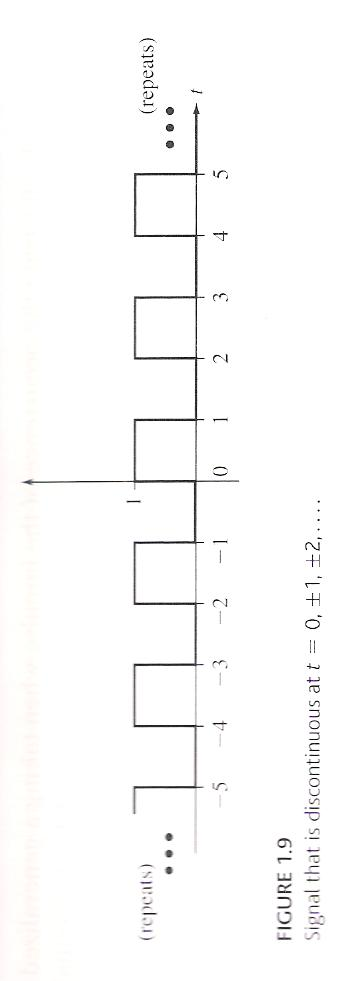 (repeats)
(repeats)
1
t
−5 −4 −3 −2 −1 0 1 2 3 4 5
FIGURE 1.9
Signal that is discontinuous at t = 0, ±1, ±2,....